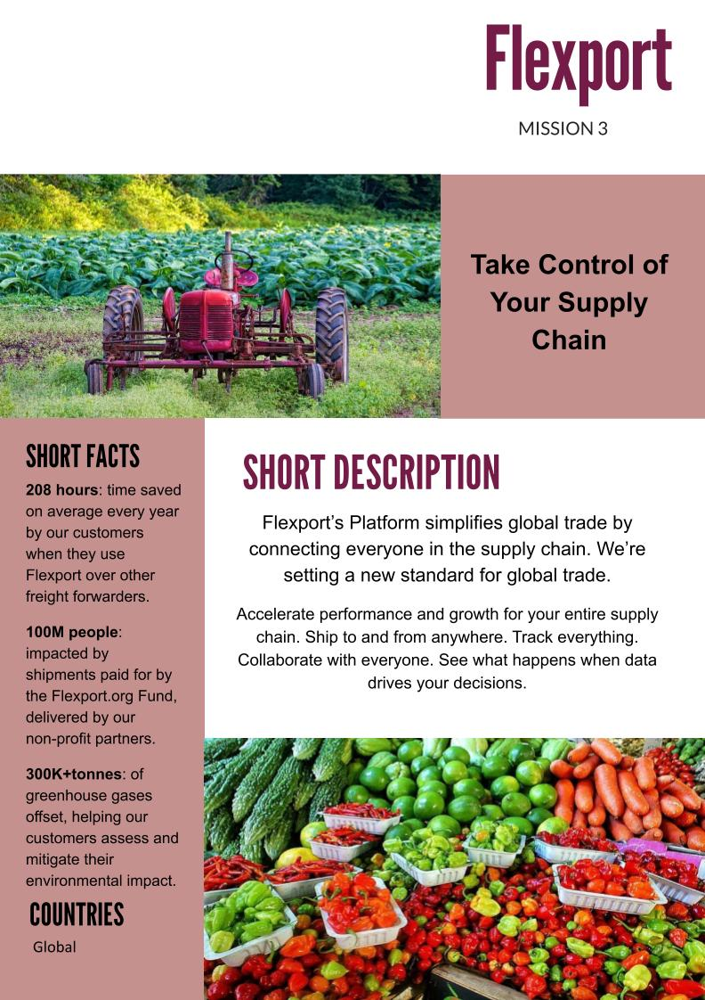 Flexport
MISSION 3
Take Control of
Your Supply
Chain
SHORT FACTS
208 hours: time saved
on average every year
by our customers
when they use
Flexport over other
freight forwarders.
100M people:
impacted by
shipments paid for by
the Flexport.org Fund,
delivered by our
non-profit partners.
300K+tonnes: of
greenhouse gases
offset, helping our
customers assess and
mitigate their
environmental impact.
COUNTRIES
Global
SHORT DESCRIPTION
Flexport’s Platform simplifies global trade by
connecting everyone in the supply chain. We’re
setting a new standard for global trade.
Accelerate performance and growth for your entire supply
chain. Ship to and from anywhere. Track everything.
Collaborate with everyone. See what happens when data
drives your decisions.